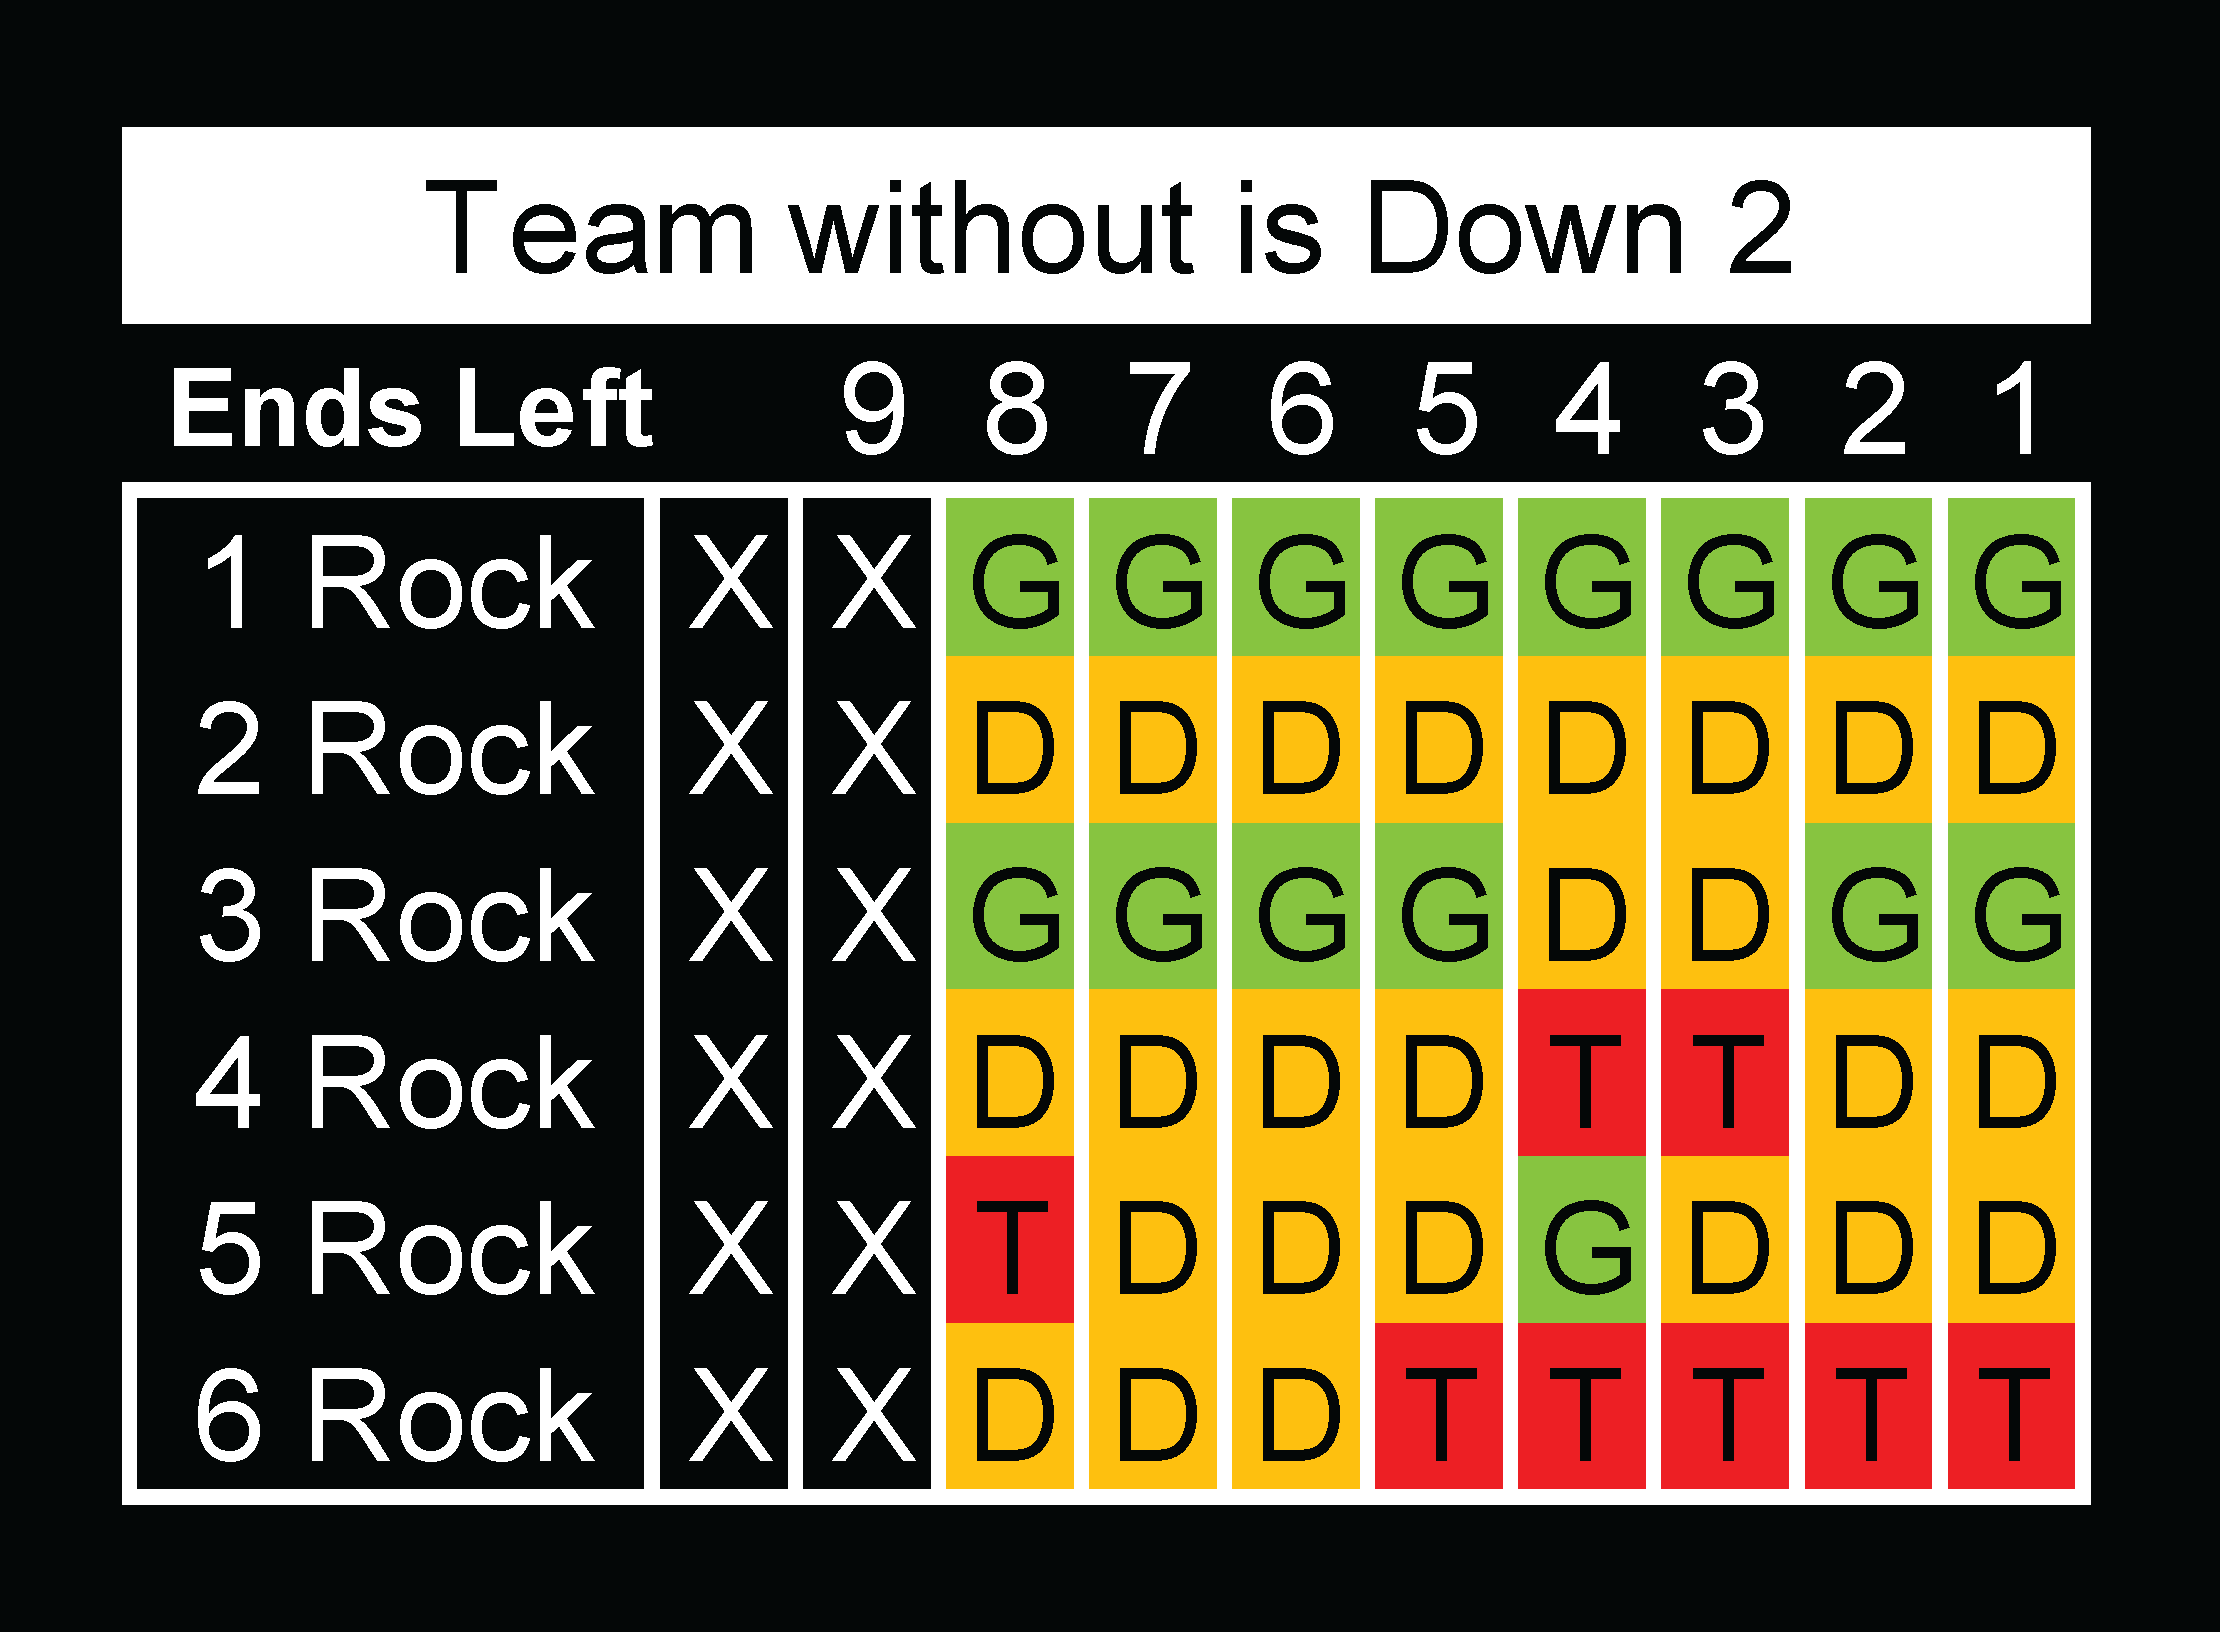 Team without is Down 2
Ends Left 9 8 7 6 5 4 3 2 1
1 Rock X X G G G G G G G G
2 Rock X X D D D D D D D D
3 Rock X X G G G G D D G G
4 Rock X X D D D D T T D D
5 Rock X X T D D D G D D D
6 Rock X X D D D T T T T T